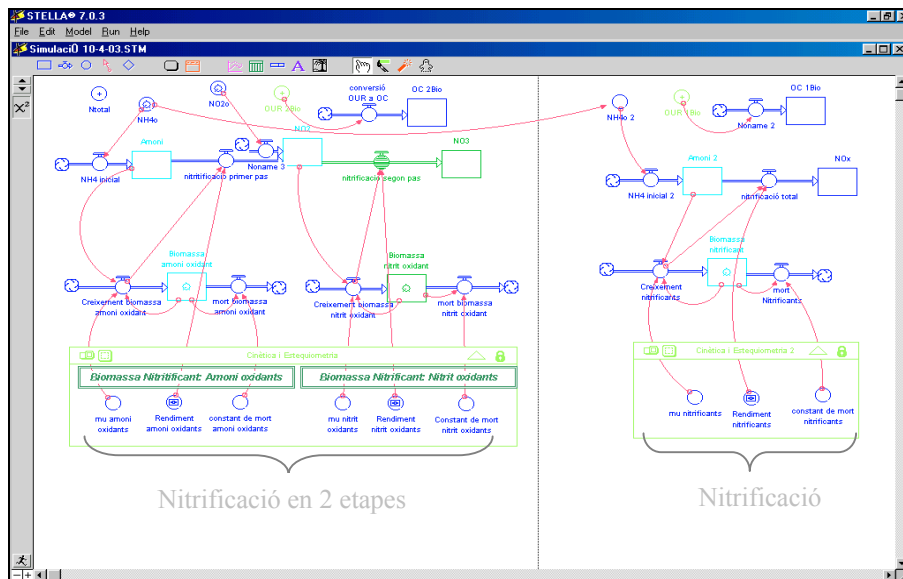 STELLA® 7.0.3
File Edit Model Run Help
SimulaciÓ 10-4-03.STM
A
x²
Ntotal
NH4o
NO2o
OUR 2Bio
conversió
OUR a OC
OC 2Bio
Amoni
NO2
NO3
NH4 inicial
nitritificació primer pas
Noname 3
nitrificació segon pas
Biomassa
amoni oxidant
Biomassa
nitrit oxidant
Creixement biomassa
amoni oxidant
mort biomassa
amoni oxidant
Creixement biomassa
nitrit oxidant
mort biomassa
nitrit oxidant
Cinètica i Estequiometria
Biomassa Nitritificant: Amoni oxidants
Biomassa Nitrificant: Nitrit oxidants
mu amoni
oxidants
Rendiment
amoni oxidants
constant de mort
amoni oxidants
mu nitrit
oxidants
Rendiment
nitrit oxidants
Constant de mort
nitrit oxidants
Nitrificació en 2 etapes
NH4o 2
OUR 1Bio
Noname 2
OC 1Bio
Amoni 2
NOx
NH4 inicial 2
nitrificació total
Biomassa
nitrificant
Creixement
nitrificants
mort
Nitrificants
Cinètica i Estequiometria 2
mu nitrificants
Rendiment
nitrificants
constant de mort
nitrificants
Nitrificació